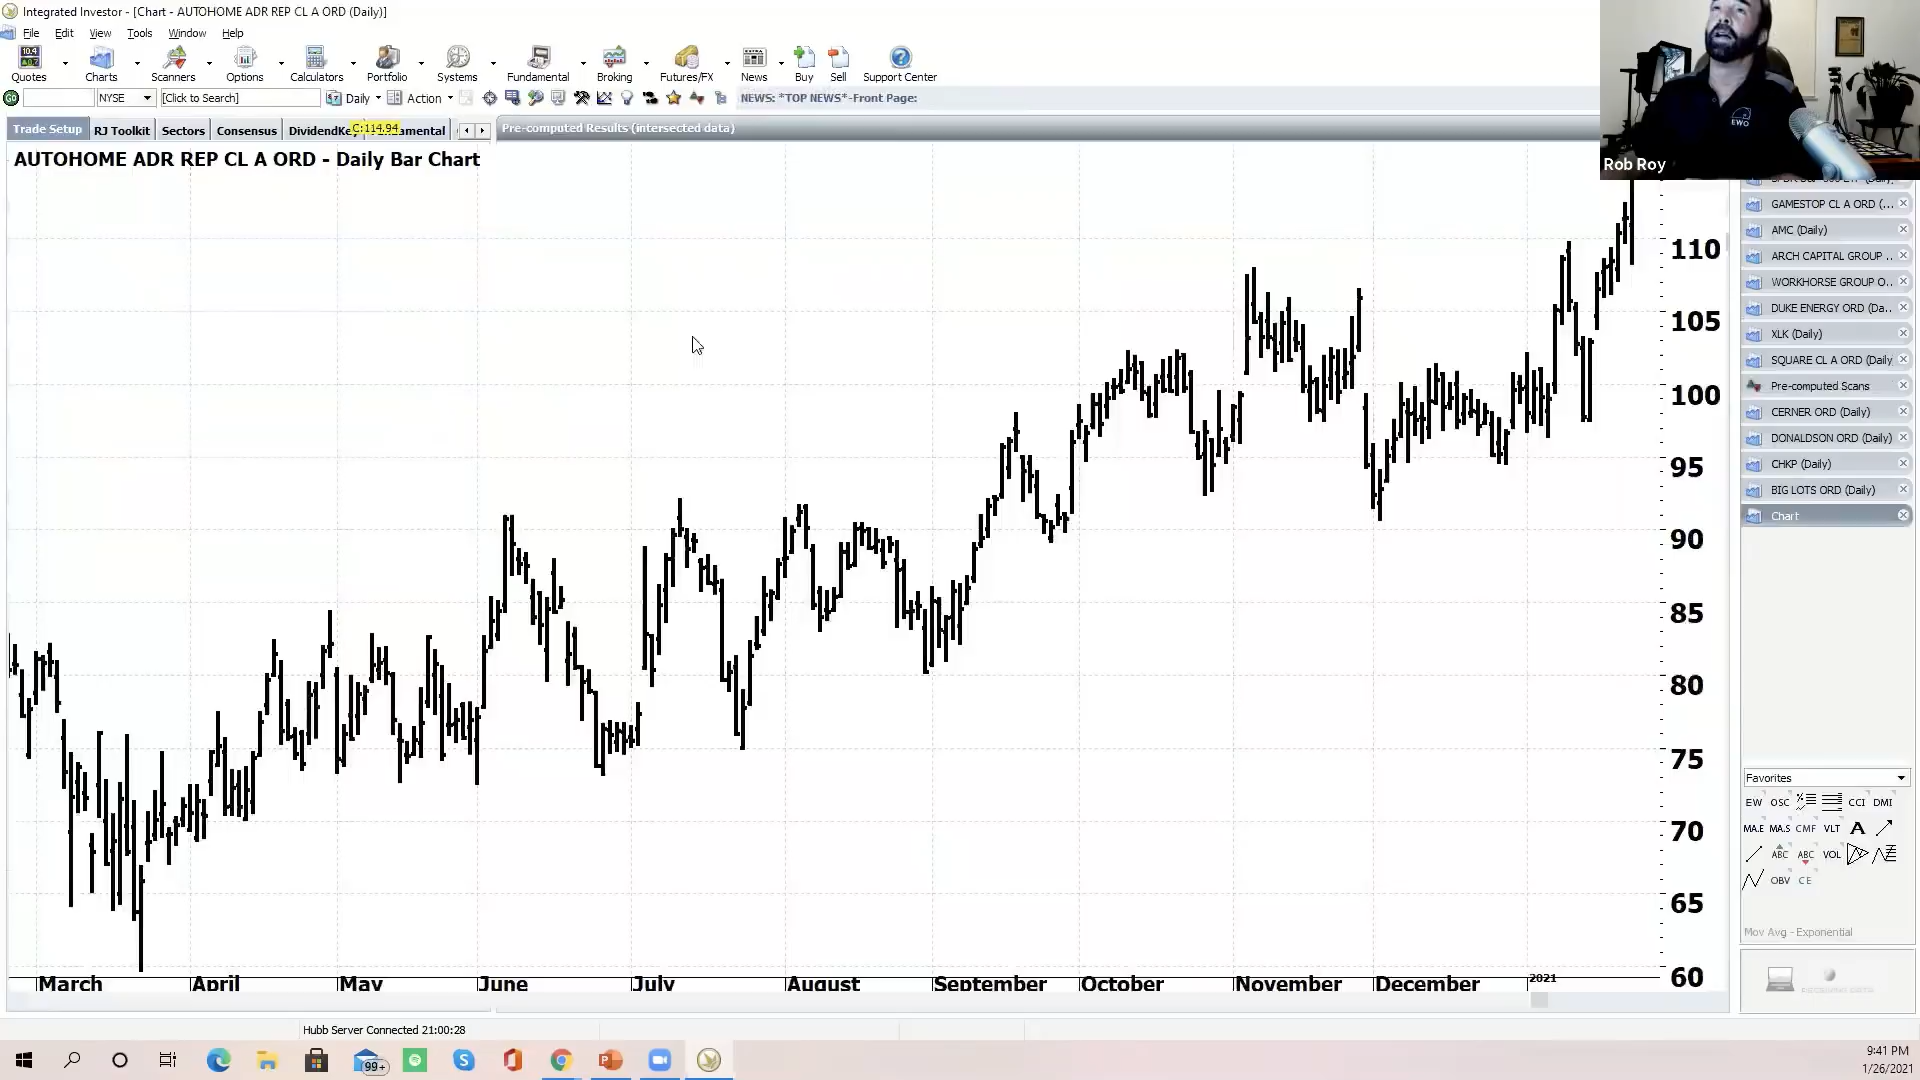 Integrated Investor - [Chart - AUTOHOME ADR REP CL A ORD (Daily)]
File Edit View Tools Window Help
Quotes Charts Scanners Options Calculators Portfolio Systems Fundamental Broking Futures/FX News Buy Sell Support Center
NYSE [Click to Search] Daily Action NEWS: *TOP NEWS*-Front Page:
Trade Setup RJ Toolkit Sectors Consensus C:114.94 Pre-computed Results (intersected data)
AUTOHOME ADR REP CL A ORD - Daily Bar Chart
EWO
Rob Roy
GAMESTOP CL A ORD (...
AMC (Daily)
ARCH CAPITAL GROUP ..
WORKHORSE GROUP O..
DUKE ENERGY ORD (Da..
XLK (Daily)
SQUARE CL A ORD (Daily
Pre-computed Scans
CERNER ORD (Daily)
DONALDSON ORD (Daily)
CHKP (Daily)
BIG LOTS ORD (Daily)
Chart
110
105
100
95
90
85
80
75
70
65
60
March April May June July August September October November December 2021
Favorites
EW OSC CCI DMI
MA.E MA.S CMF VLT A
ABC ABC VOL
OBV CE
Mov Avg - Exponential
Hubb Server Connected 21:00:28
99+
9:41 PM
1/26/2021